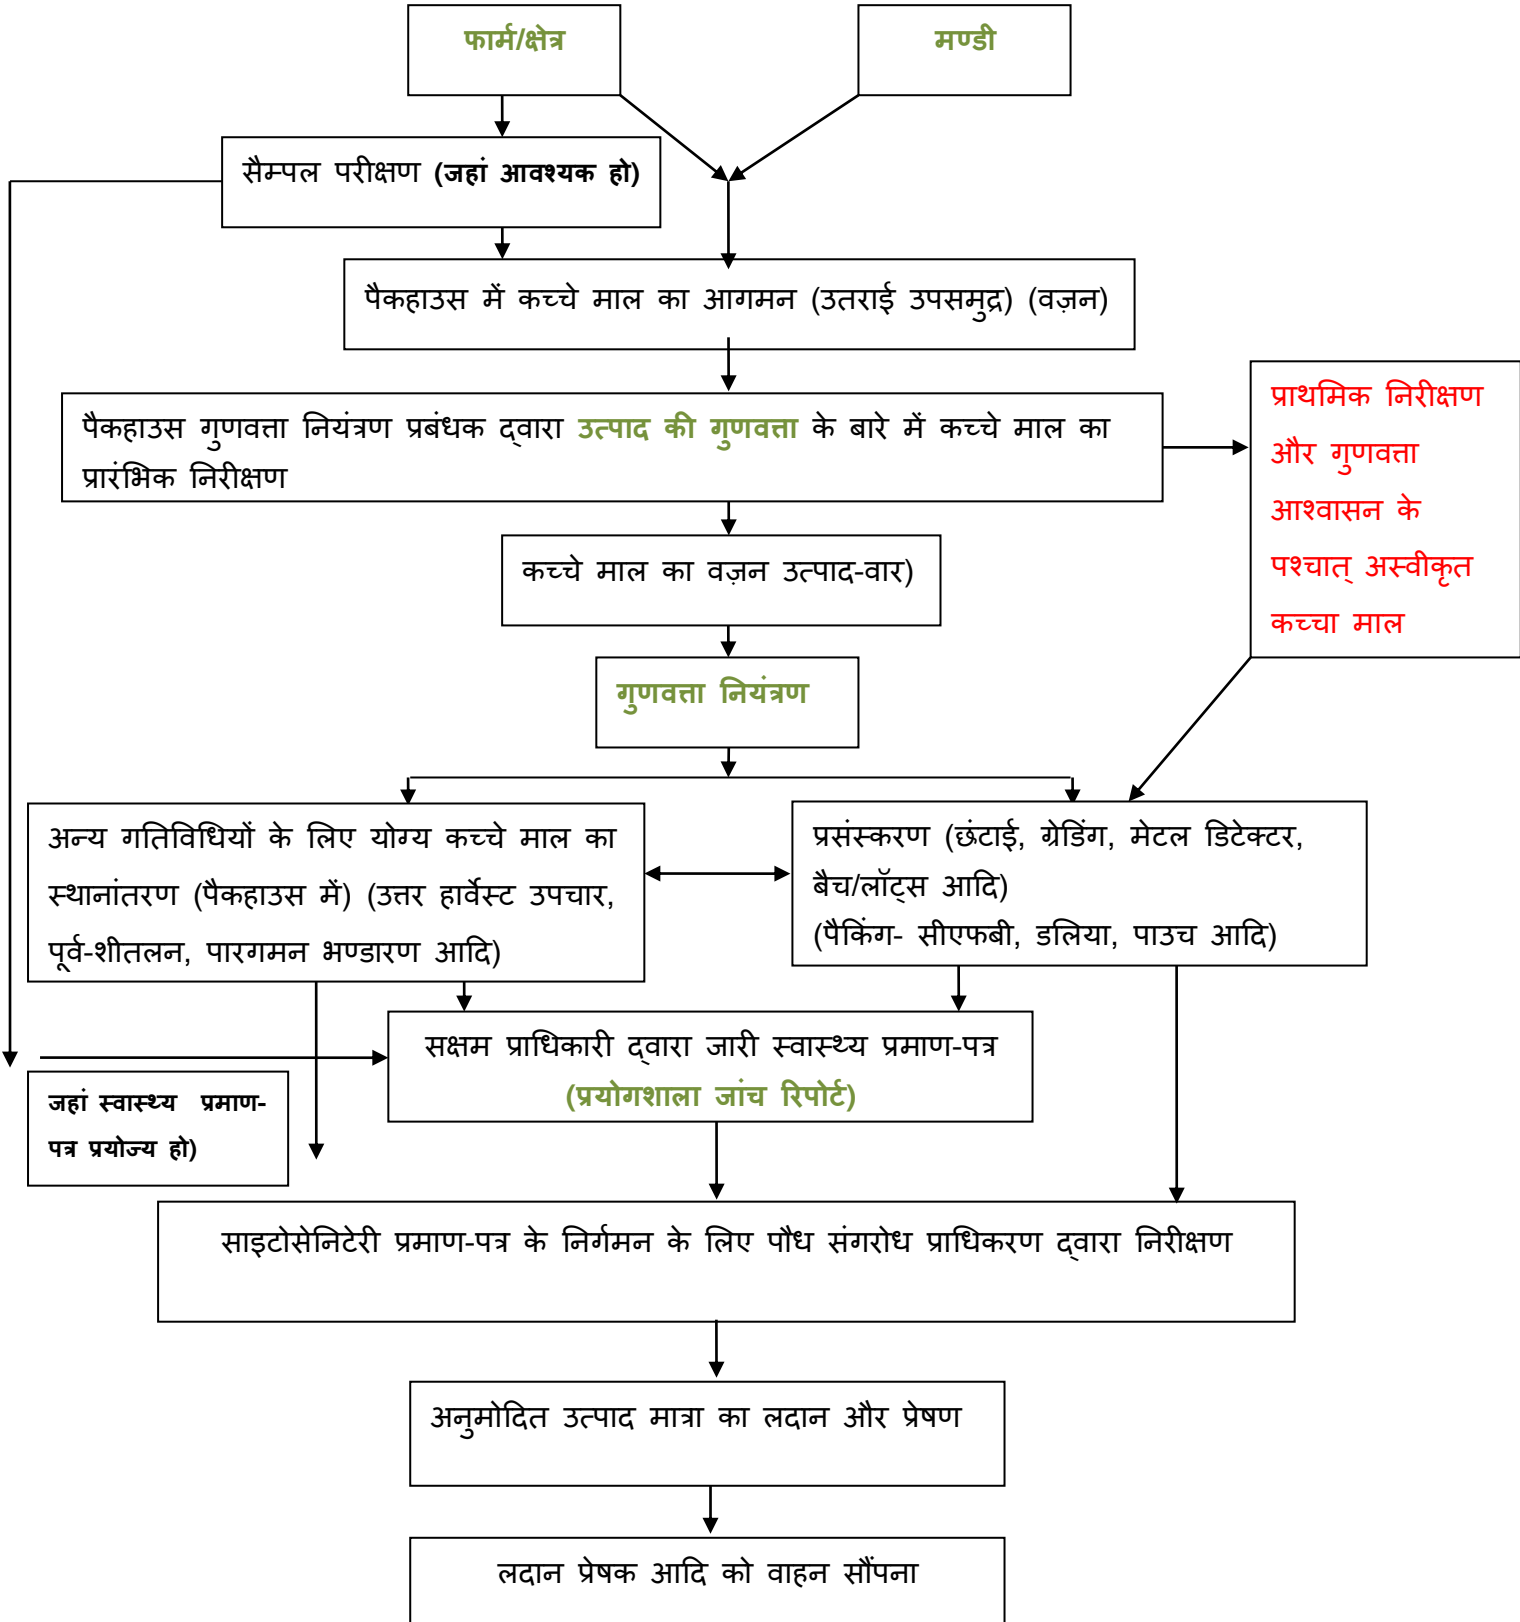 फार्म/क्षेत्र
मण्डी
सैम्पल परीक्षण (जहां आवश्यक हो)
पैकहाउस में कच्चे माल का आगमन (उतराई उपसमुद्र) (वज़न)
पैकहाउस गुणवत्ता नियंत्रण प्रबंधक द्वारा उत्पाद की गुणवत्ता के बारे में कच्चे माल का
प्रारंभिक निरीक्षण
प्राथमिक निरीक्षण
और गुणवत्ता
आश्वासन के
पश्चात् अस्वीकृत
कच्चा माल
कच्चे माल का वज़न उत्पाद-वार)
गुणवत्ता नियंत्रण
अन्य गतिविधियों के लिए योग्य कच्चे माल का
स्थानांतरण (पैकहाउस में) (उत्तर हार्वेस्ट उपचार,
पूर्व-शीतलन, पारगमन भण्डारण आदि)
प्रसंस्करण (छंटाई, ग्रेडिंग, मेटल डिटेक्टर,
बैच/लॉट्स आदि)
(पैकिंग- सीएफबी, डलिया, पाउच आदि)
सक्षम प्राधिकारी द्वारा जारी स्वास्थ्य प्रमाण-पत्र
(प्रयोगशाला जांच रिपोर्ट)
जहां स्वास्थ्य प्रमाण-
पत्र प्रयोज्य हो)
साइटोसेनिटेरी प्रमाण-पत्र के निर्गमन के लिए पौध संगरोध प्राधिकरण द्वारा निरीक्षण
अनुमोदित उत्पाद मात्रा का लदान और प्रेषण
लदान प्रेषक आदि को वाहन सौंपना